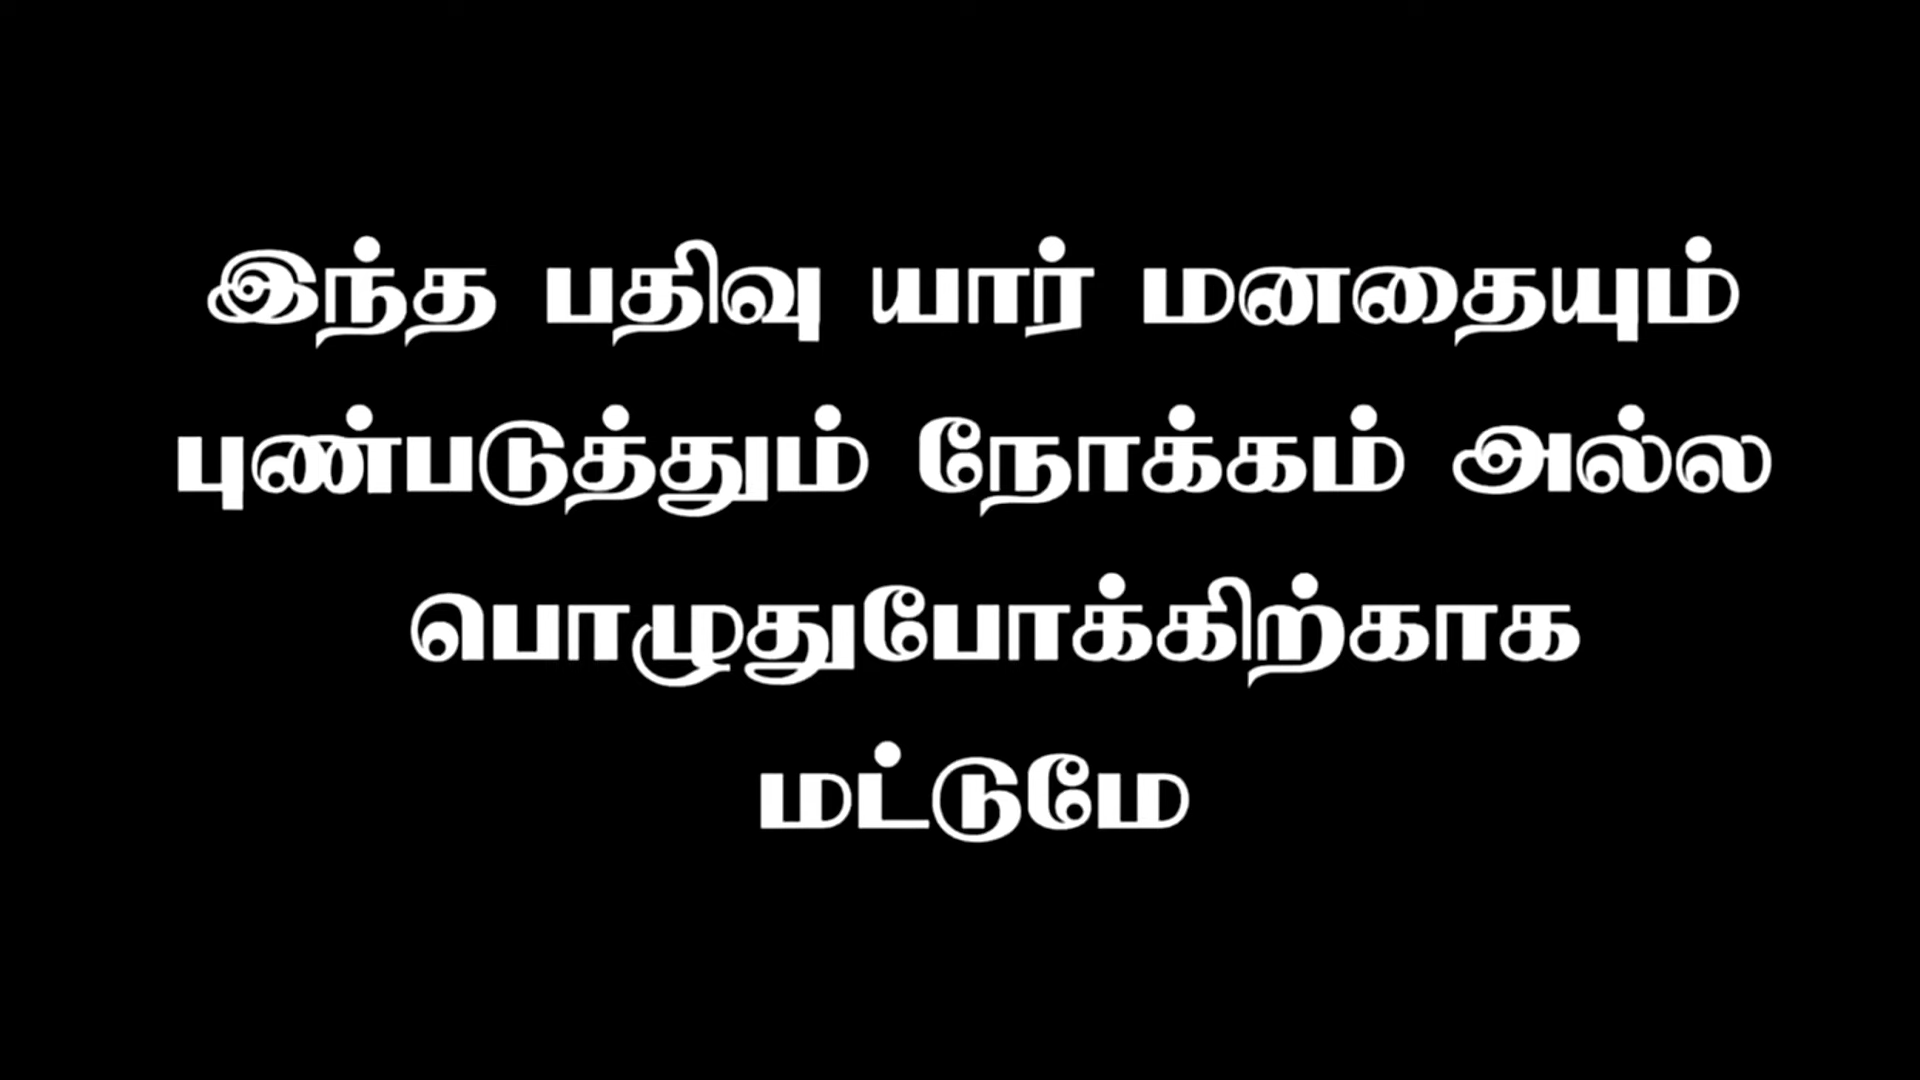 இந்த பதிவு யார் மனதையும்
புண்படுத்தும் நோக்கம் அல்ல
பொழுதுபோக்கிற்காக
மட்டுமே